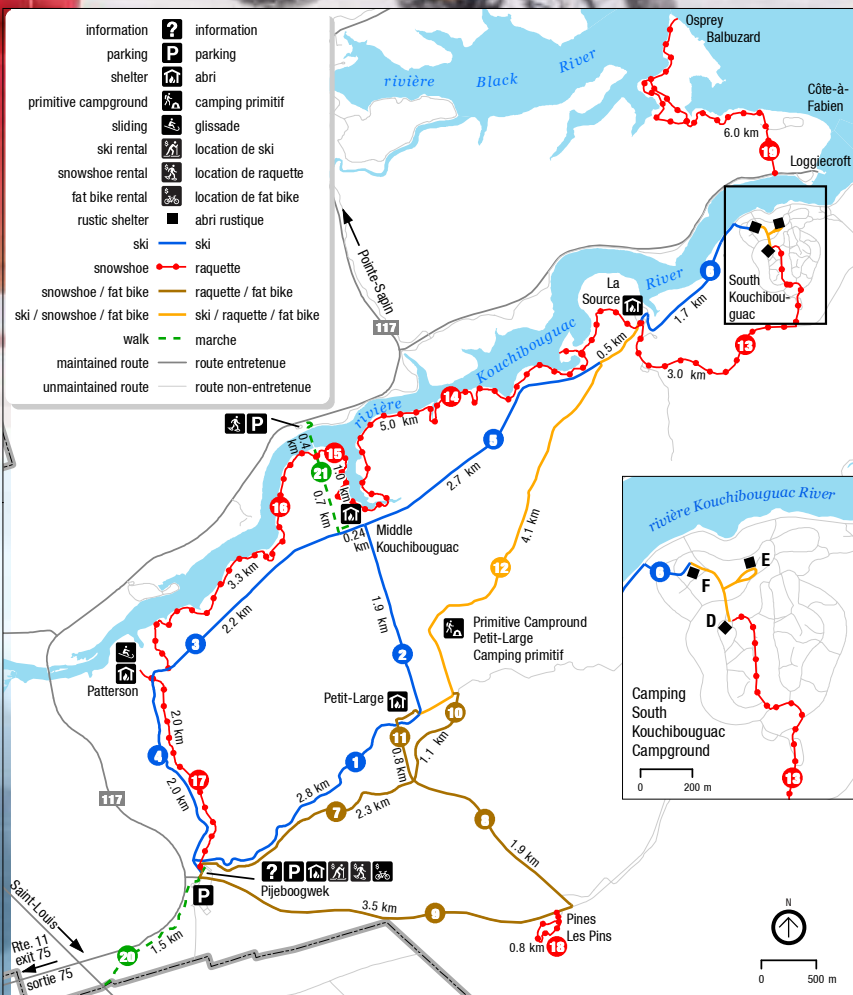 information ? information
parking P parking
shelter abri
primitive campground camping primitif
sliding glissade
ski rental $ location de ski
snowshoe rental $ location de raquette
fat bike rental $ location de fat bike
rustic shelter abri rustique
ski ski
snowshoe raquette
snowshoe / fat bike raquette / fat bike
ski / snowshoe / fat bike ski / raquette / fat bike
walk marche
maintained route route entretenue
unmaintained route route non-entretenue
Osprey
Balbuzard
rivière Black River
Côte-à-
Fabien
6.0 km
19
Loggiecroft
Pointe-Sapin
117
La
Source
rivière Kouchibouguac River
6
1.7 km
South
Kouchibou-
guac
13
3.0 km
0.5 km
14
5.0 km
5
2.7 km
P
0.4
km
15
1.0 km
21
0.7 km
16
0.24
km
Middle
Kouchibouguac
3.3 km
2.2 km
3
1.9 km
2
4.1 km
12
Primitive Campround
Petit-Large
Camping primitif
Patterson
Petit-Large
10
11
0.8 km
1.1 km
2.0 km
4
2.0 km
17
1
2.8 km
7
2.3 km
8
1.9 km
117
? P $ $ $
Pijeboogwek
P
3.5 km
9
Pines
Les Pins
0.8 km 18
Saint-Louis
Rte. 11
exit 75
sortie 75
20
1.5 km
rivière Kouchibouguac River
6
F
E
D
Camping
South
Kouchibouguac
Campground
13
0 200 m
N
0 500 m